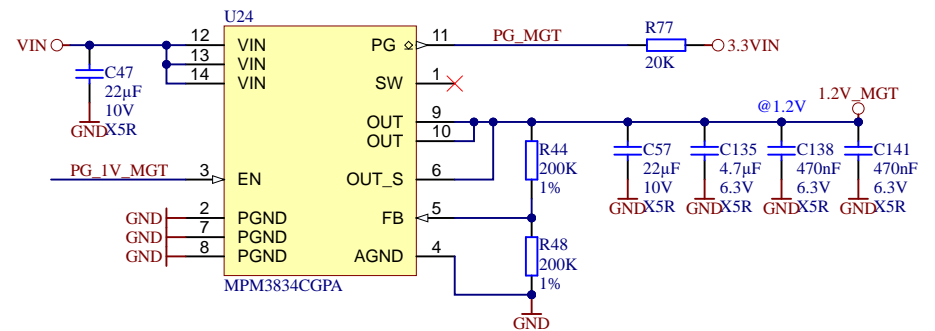 U24
VIN
12
VIN
13
VIN
14
VIN
C47
22µF
10V
X5R
GND
PG
11
PG_MGT
R77
20K
3.3VIN
SW
1
OUT
9
OUT
10
OUT_S
6
@1.2V
1.2V_MGT
R44
200K
1%
C57
22µF
10V
X5R
GND
C135
4.7µF
6.3V
X5R
GND
C138
470nF
6.3V
X5R
GND
C141
470nF
6.3V
X5R
GND
PG_1V_MGT
3
EN
GND
2
PGND
GND
7
PGND
GND
8
PGND
FB
5
AGND
4
R48
200K
1%
GND
MPM3834CGPA